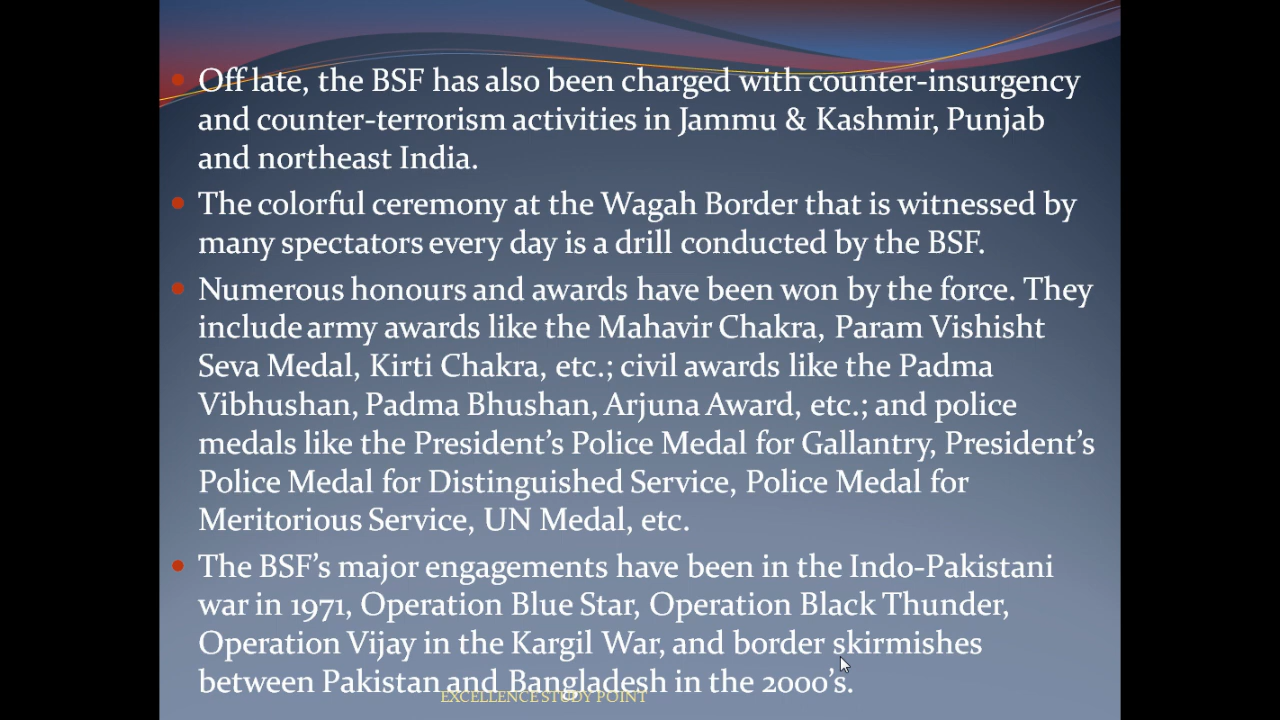 Off late, the BSF has also been charged with counter-insurgency
and counter-terrorism activities in Jammu & Kashmir, Punjab
and northeast India.
The colorful ceremony at the Wagah Border that is witnessed by
many spectators every day is a drill conducted by the BSF.
Numerous honours and awards have been won by the force. They
include army awards like the Mahavir Chakra, Param Vishisht
Seva Medal, Kirti Chakra, etc.; civil awards like the Padma
Vibhushan, Padma Bhushan, Arjuna Award, etc.; and police
medals like the President’s Police Medal for Gallantry, President’s
Police Medal for Distinguished Service, Police Medal for
Meritorious Service, UN Medal, etc.
The BSF’s major engagements have been in the Indo-Pakistani
war in 1971, Operation Blue Star, Operation Black Thunder,
Operation Vijay in the Kargil War, and border skirmishes
between Pakistan and Bangladesh in the 2000’s.
EXCELLENCE STUDY POINT